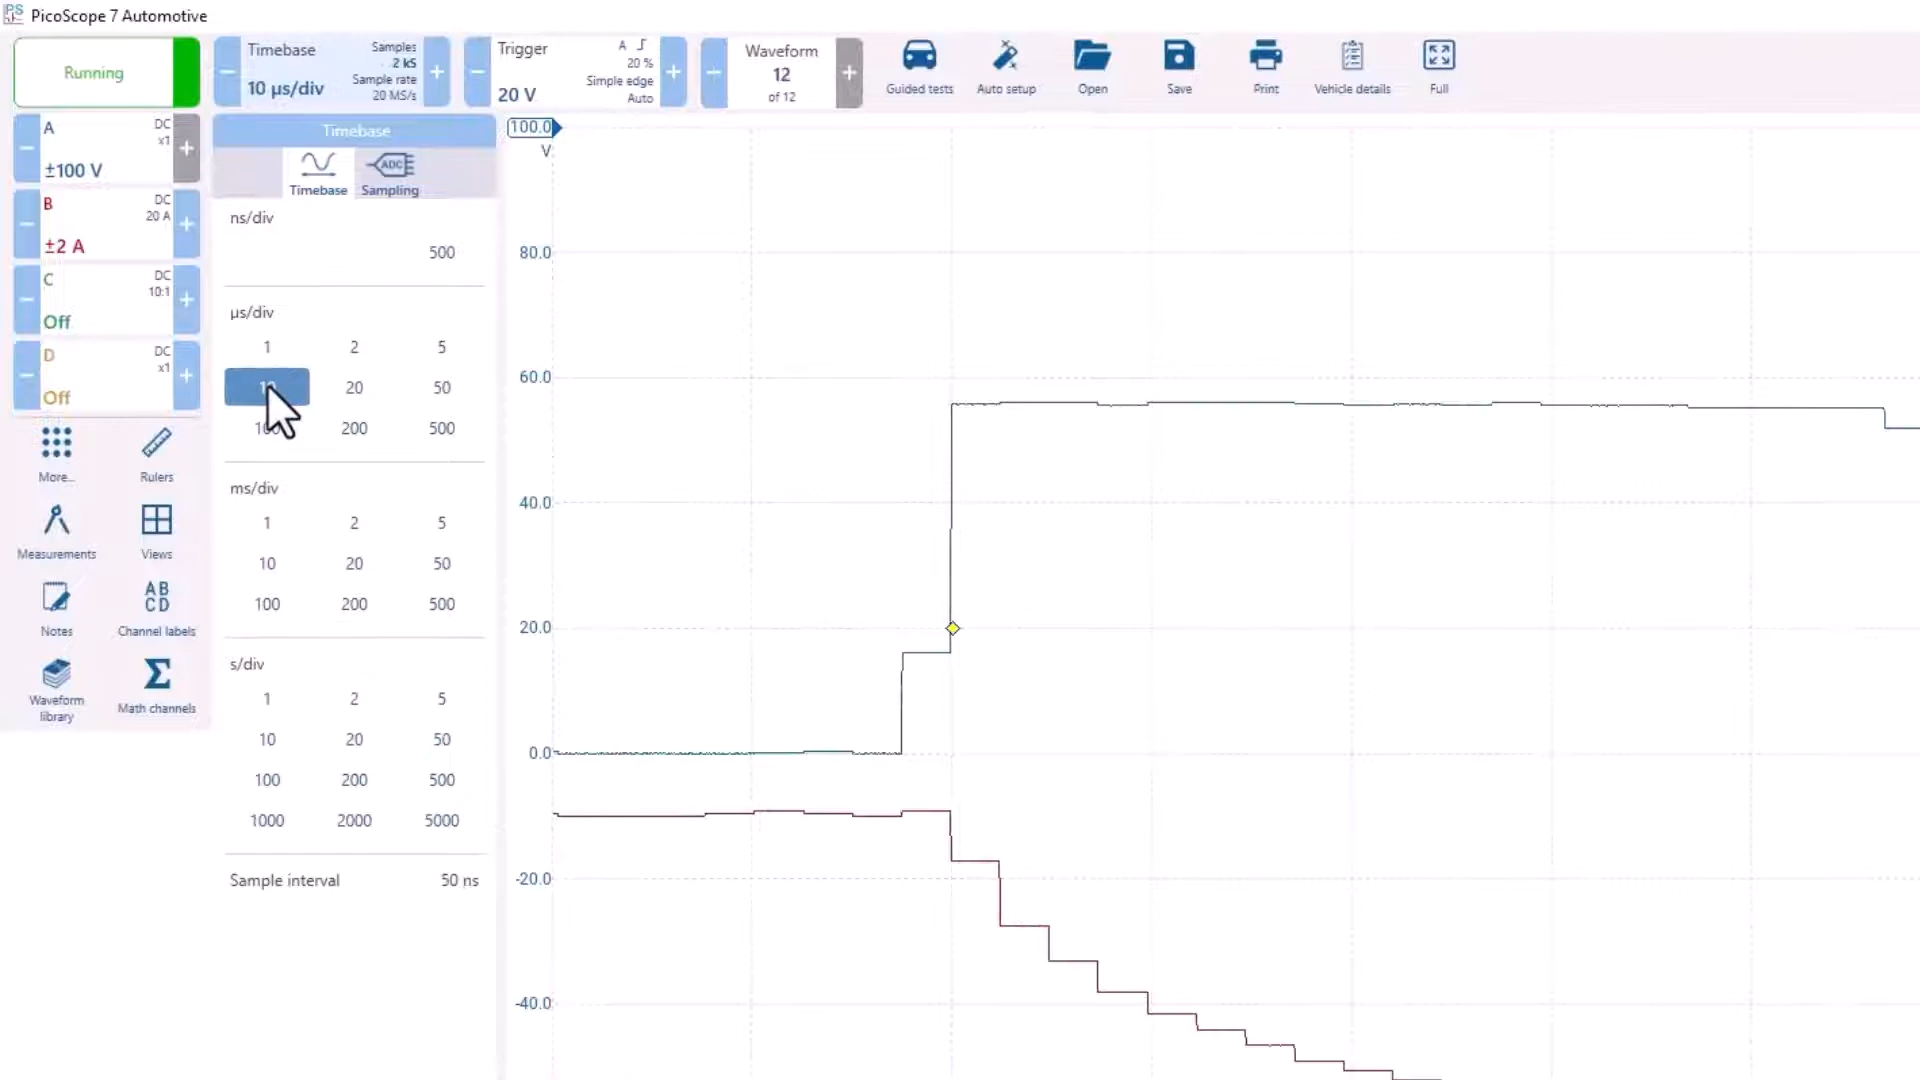 PS PicoScope 7 Automotive
Running
Timebase
10 µs/div
Samples
2 kS
Sample rate
20 MS/s
Trigger
20 V
A
20 %
Simple edge
Auto
Waveform
12
of 12
Guided tests
Auto setup
Open
Save
Print
Vehicle details
Full
A
DC
x1
±100 V
B
DC
20 A
±2 A
C
DC
10:1
Off
D
DC
x1
Off
More...
Rulers
Measurements
Views
Notes
AB
CD
Channel labels
Waveform
library
Σ
Math channels
Timebase
Timebase
ADC
Sampling
ns/div
500
µs/div
1 2 5
20 50
200 500
ms/div
1 2 5
10 20 50
100 200 500
s/div
1 2 5
10 20 50
100 200 500
1000 2000 5000
Sample interval 50 ns
100.0
V
80.0
60.0
40.0
20.0
0.0
-20.0
-40.0